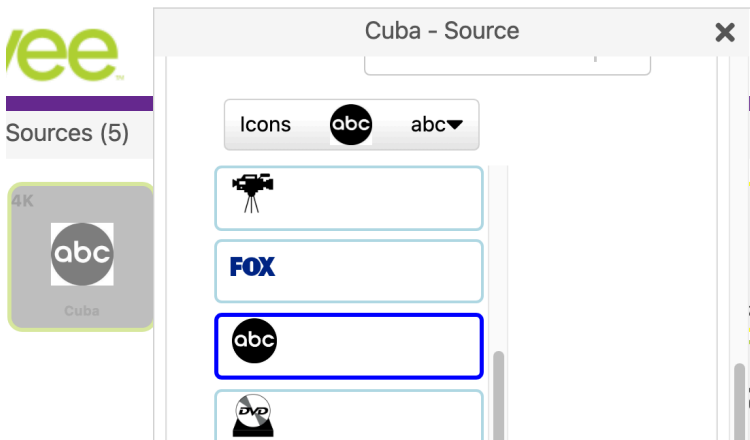 vee
Cuba - Source
Icons abc abc
Sources (5)
4K
abc
Cuba
FOX
abc
DVD